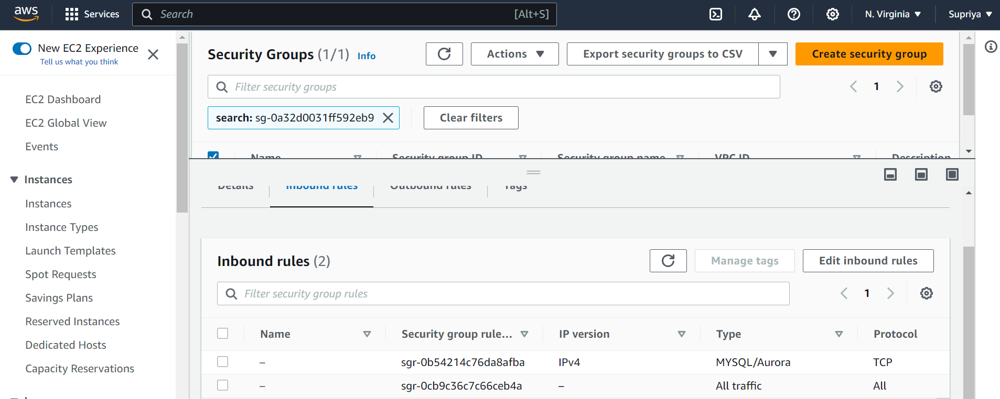 aws
Services
Search
[Alt+S]
N. Virginia
Supriya
New EC2 Experience
Tell us what you think
EC2 Dashboard
EC2 Global View
Events
Instances
Instances
Instance Types
Launch Templates
Spot Requests
Savings Plans
Reserved Instances
Dedicated Hosts
Capacity Reservations
Security Groups (1/1) Info
Actions
Export security groups to CSV
Create security group
Filter security groups
1
search: sg-0a32d0031ff592eb9
Clear filters
Name Security group ID Security group name VPC ID Description
Details Inbound rules Outbound rules Tags
Inbound rules (2)
Manage tags
Edit inbound rules
Filter security group rules
1
Name Security group rule... IP version Type Protocol
– sgr-0b54214c76da8afba IPv4 MYSQL/Aurora TCP
– sgr-0cb9c36c7c66ceb4a – All traffic All